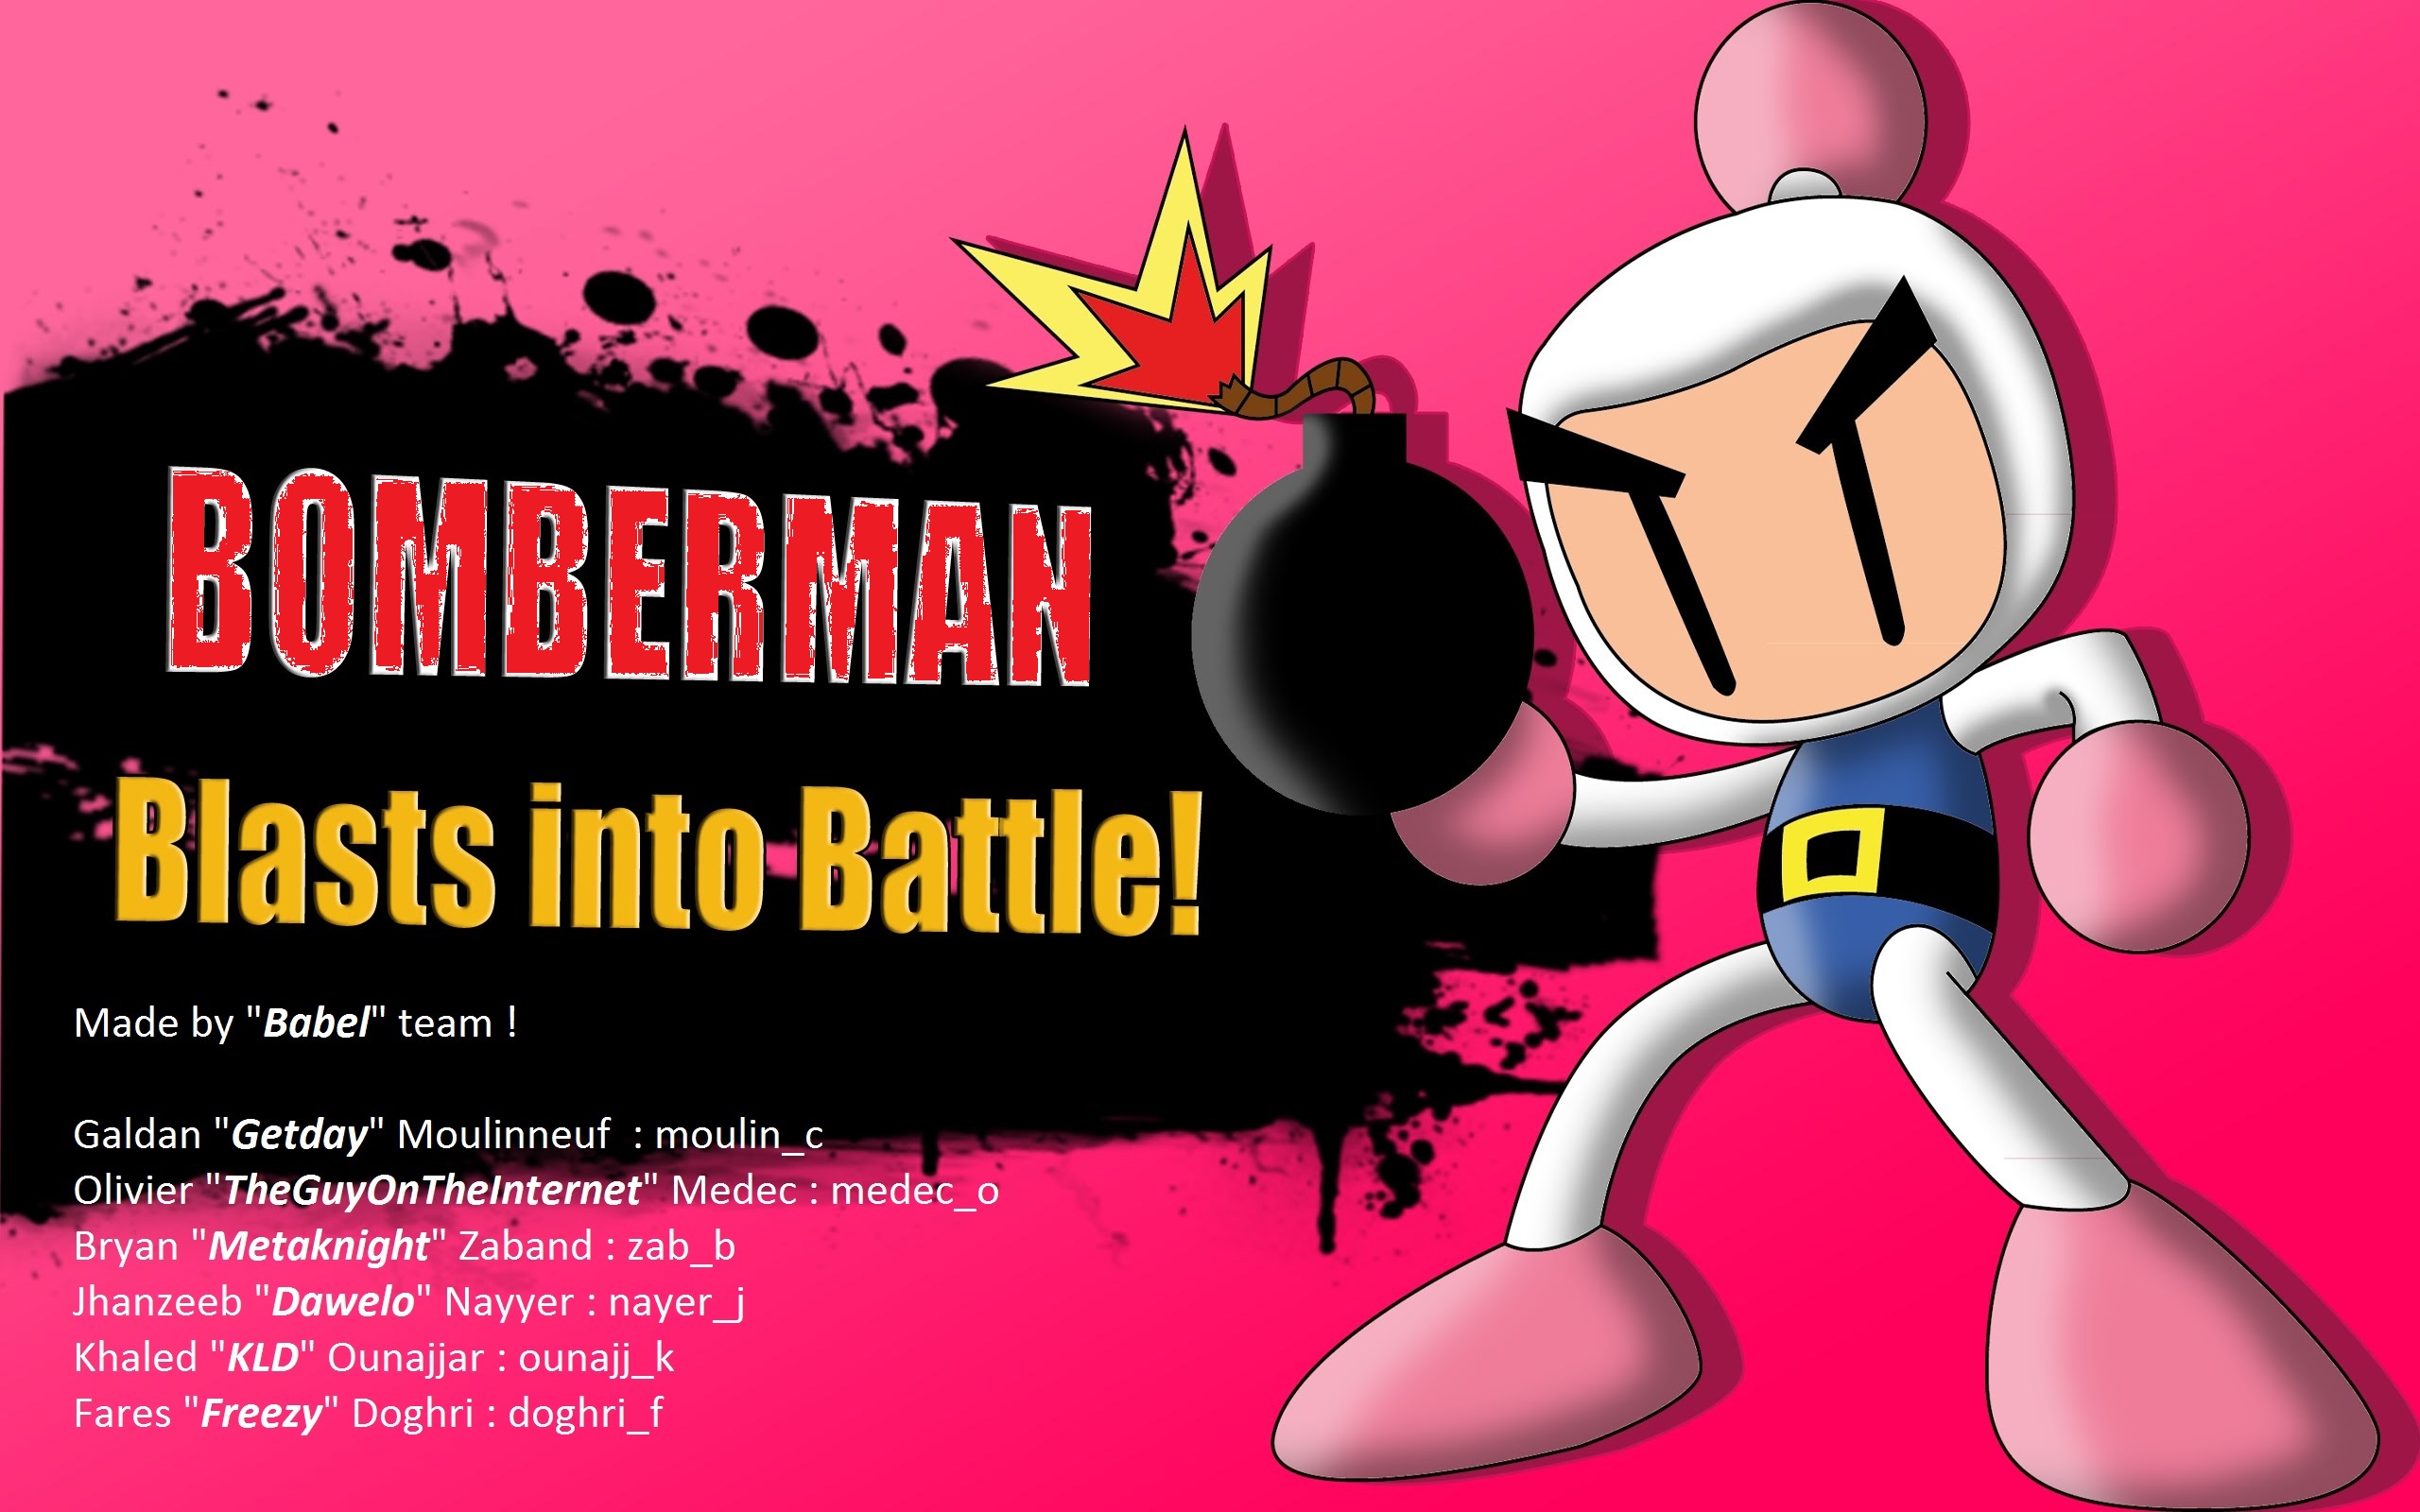 BOMBERMAN
Blasts into Battle!
Made by "Babel" team !
Galdan "Getday" Moulinneuf  : moulin_c
Olivier "TheGuyOnTheInternet" Medec : medec_o
Bryan "Metaknight" Zaband : zab_b
Jhanzeeb "Dawelo" Nayyer : nayer_j
Khaled "KLD" Ounajjar : ounajj_k
Fares "Freezy" Doghri : doghri_f